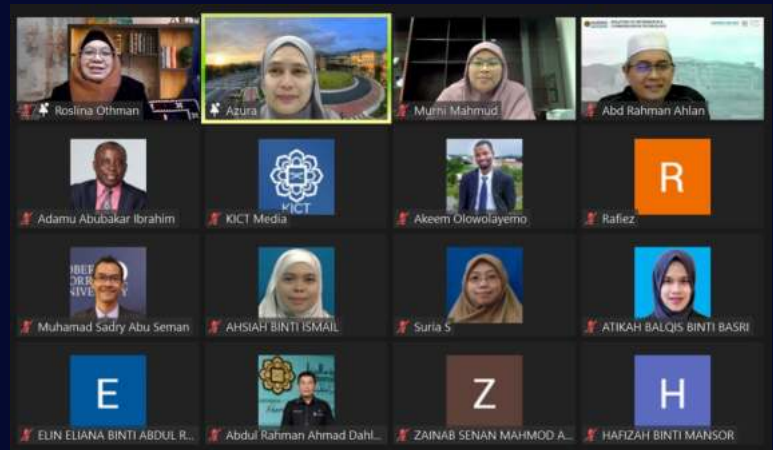 Roslina Othman
Azura
Murni Mahmud
Abd Rahman Ahlan
Adamu Abubakar Ibrahim
KICT
KICT Media
Akeem Olowolayemo
R
Rafiez
Muhamad Sadry Abu Seman
AHSIAH BINTI ISMAIL
Suria S
ATIKAH BALQIS BINTI BASRI
E
ELIN ELIANA BINTI ABDUL R...
Abdul Rahman Ahmad Dahl...
Z
ZAINAB SENAN MAHMOD A...
H
HAFIZAH BINTI MANSOR